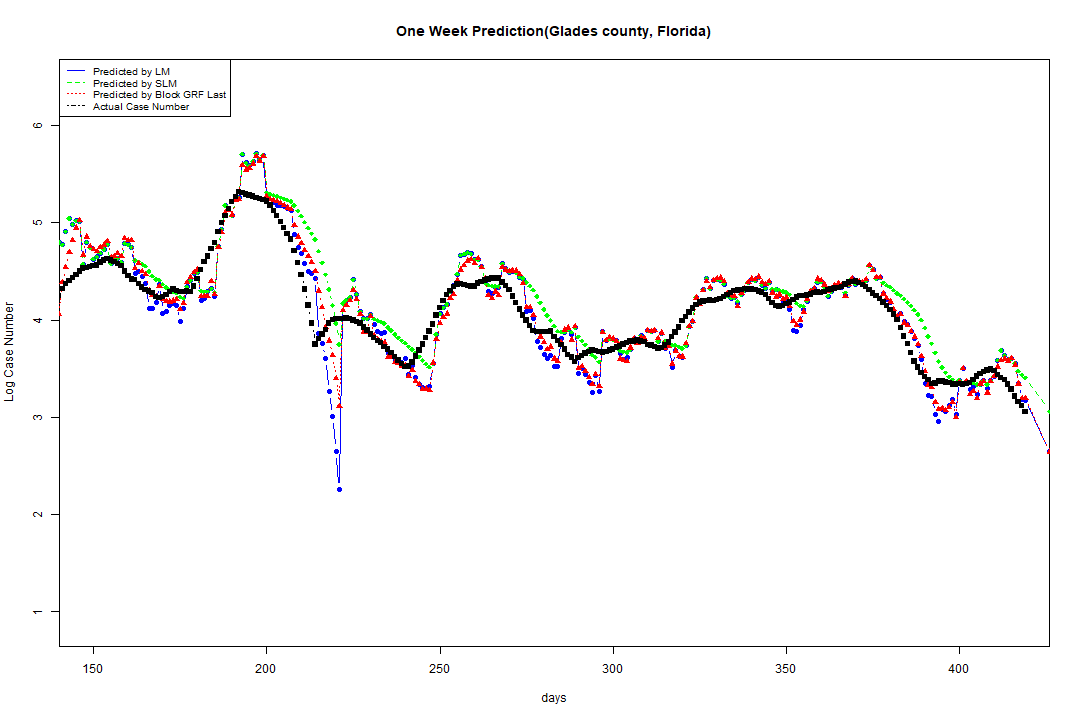 One Week Prediction(Glades county, Florida)
Predicted by LM
Predicted by SLM
Predicted by Block GRF Last
Actual Case Number
Log Case Number
6
5
4
3
2
1
150
200
250
300
350
400
days